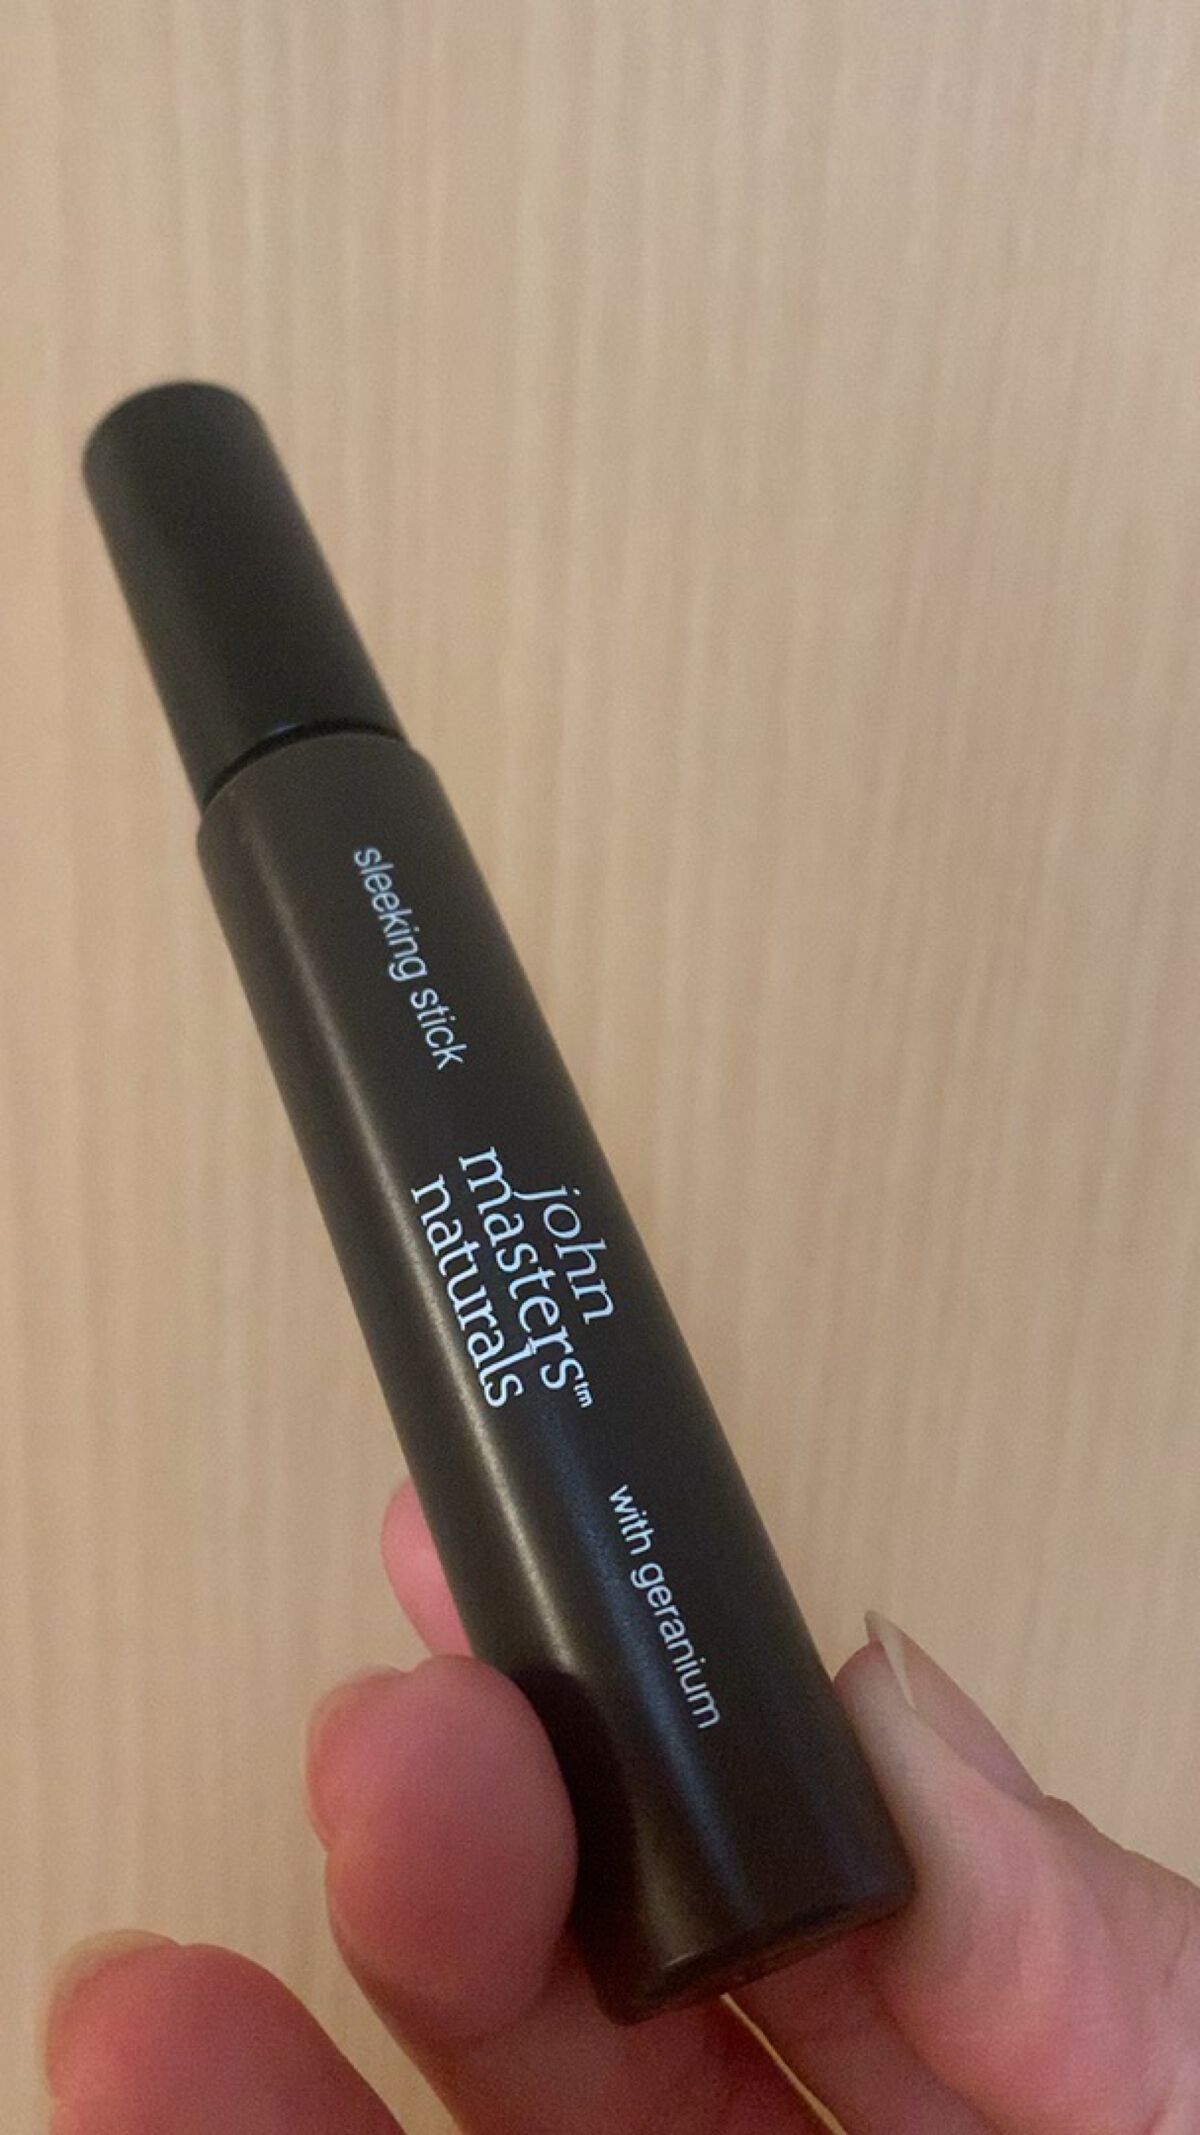 sleeking stick
john
masters™
naturals
with geranium